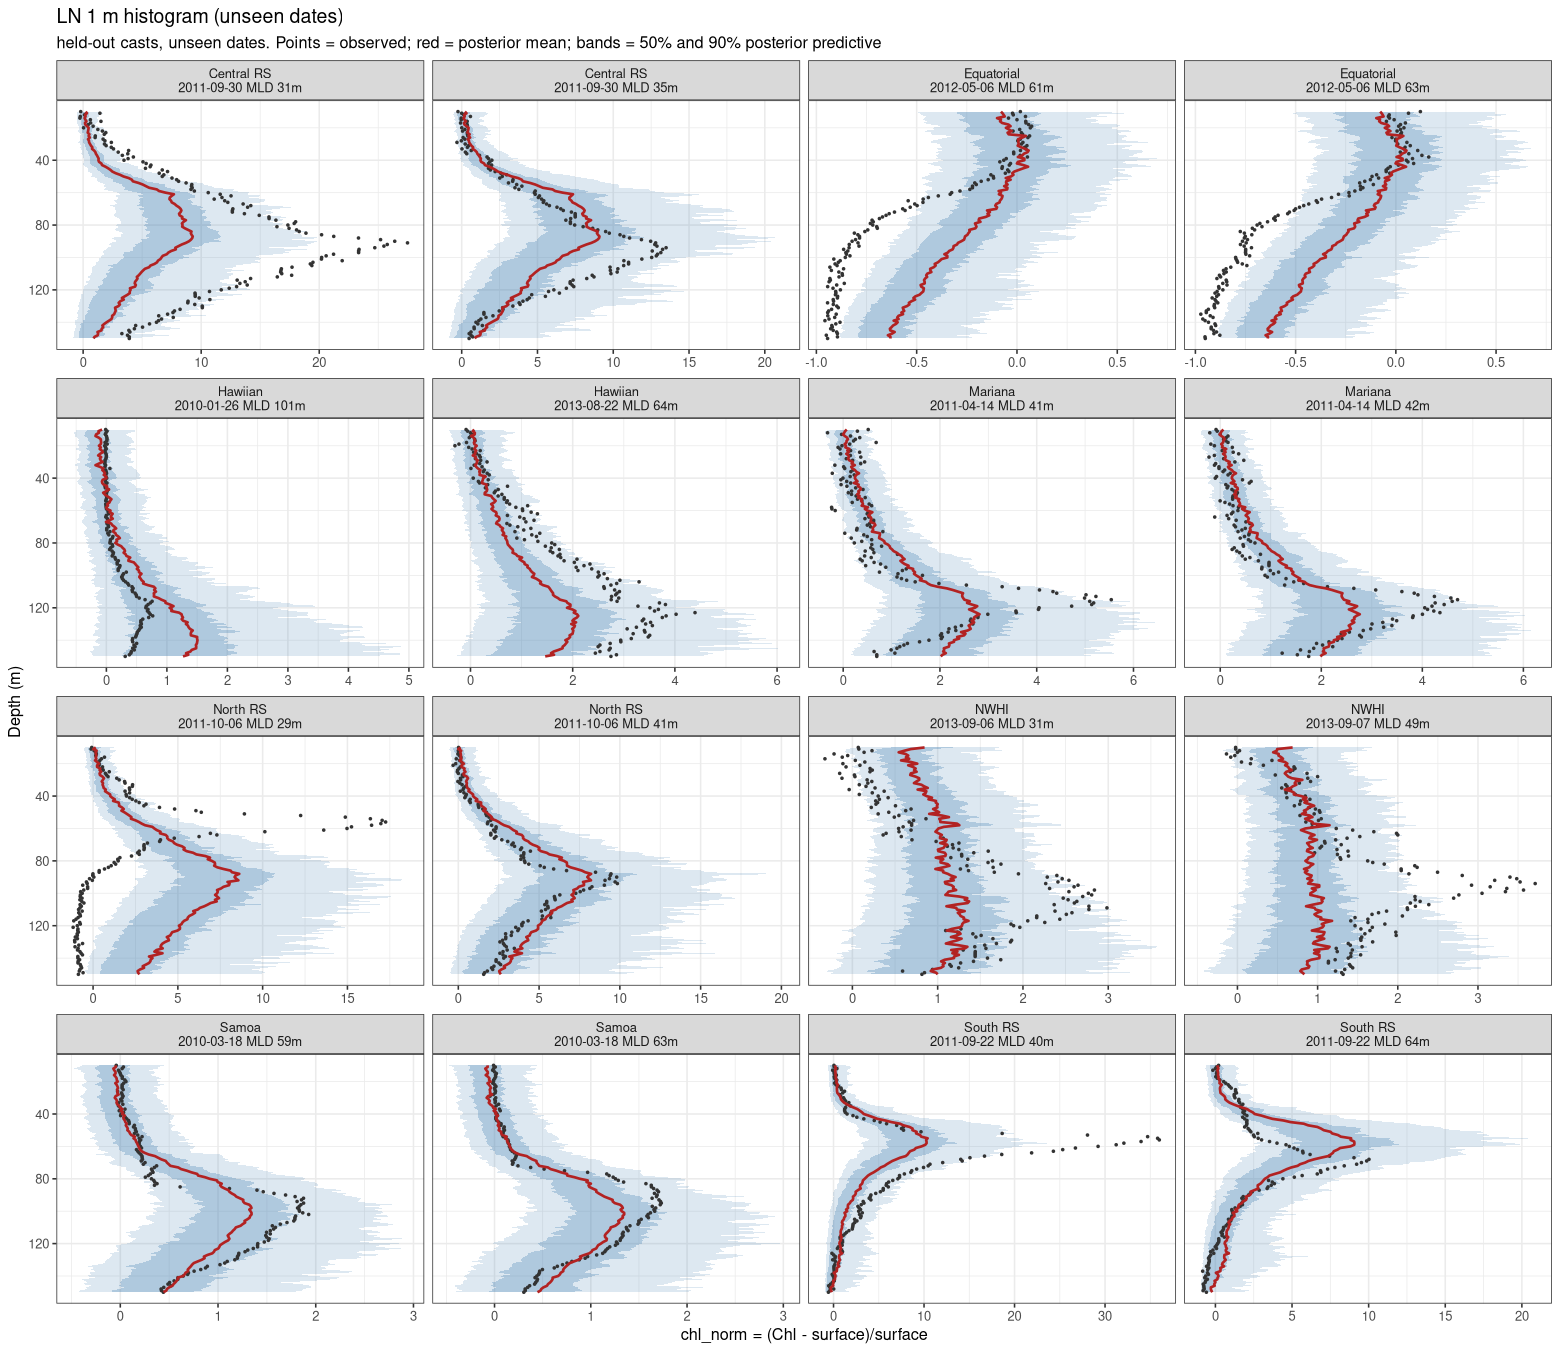 LN 1 m histogram (unseen dates)
held-out casts, unseen dates. Points = observed; red = posterior mean; bands = 50% and 90% posterior predictive
Central RS
2011-09-30 MLD 31m
Central RS
2011-09-30 MLD 35m
Equatorial
2012-05-06 MLD 61m
Equatorial
2012-05-06 MLD 63m
40
80
120
0 10 20
0 5 10 15 20
-1.0 -0.5 0.0 0.5
-1.0 -0.5 0.0 0.5
Hawiian
2010-01-26 MLD 101m
Hawiian
2013-08-22 MLD 64m
Mariana
2011-04-14 MLD 41m
Mariana
2011-04-14 MLD 42m
40
80
120
0 1 2 3 4 5
0 2 4 6
0 2 4 6
0 2 4 6
Depth (m)
North RS
2011-10-06 MLD 29m
North RS
2011-10-06 MLD 41m
NWHI
2013-09-06 MLD 31m
NWHI
2013-09-07 MLD 49m
40
80
120
0 5 10 15
0 5 10 15 20
0 1 2 3
0 1 2 3
Samoa
2010-03-18 MLD 59m
Samoa
2010-03-18 MLD 63m
South RS
2011-09-22 MLD 40m
South RS
2011-09-22 MLD 64m
40
80
120
0 1 2 3
0 1 2 3
0 10 20 30
0 5 10 15 20
chl_norm = (Chl - surface)/surface